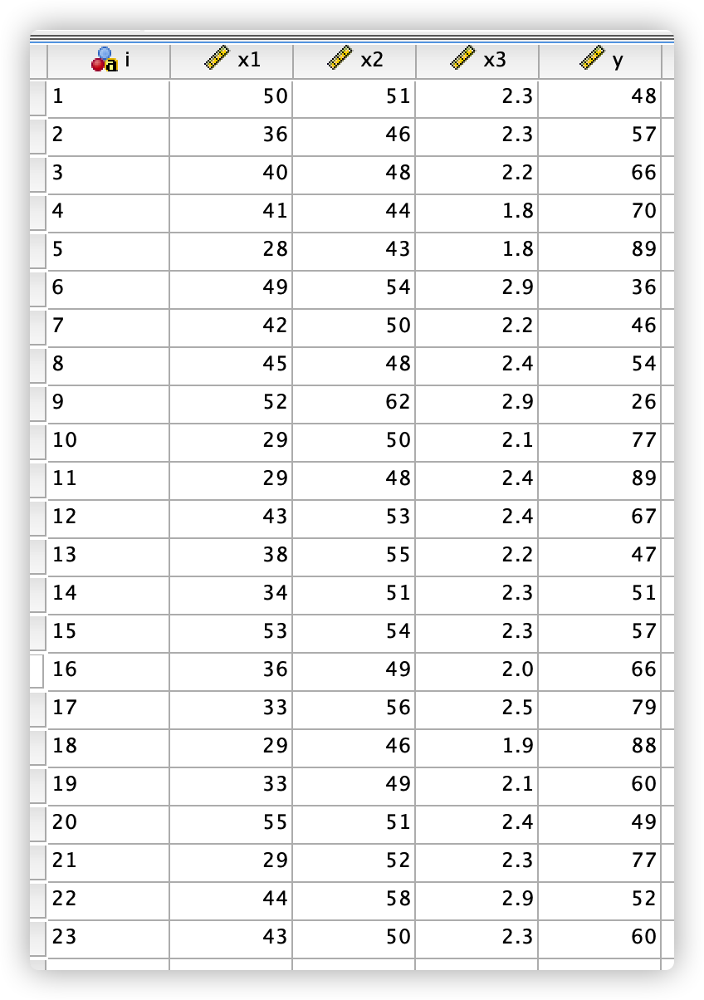 i x1 x2 x3 y
1 50 51 2.3 48
2 36 46 2.3 57
3 40 48 2.2 66
4 41 44 1.8 70
5 28 43 1.8 89
6 49 54 2.9 36
7 42 50 2.2 46
8 45 48 2.4 54
9 52 62 2.9 26
10 29 50 2.1 77
11 29 48 2.4 89
12 43 53 2.4 67
13 38 55 2.2 47
14 34 51 2.3 51
15 53 54 2.3 57
16 36 49 2.0 66
17 33 56 2.5 79
18 29 46 1.9 88
19 33 49 2.1 60
20 55 51 2.4 49
21 29 52 2.3 77
22 44 58 2.9 52
23 43 50 2.3 60